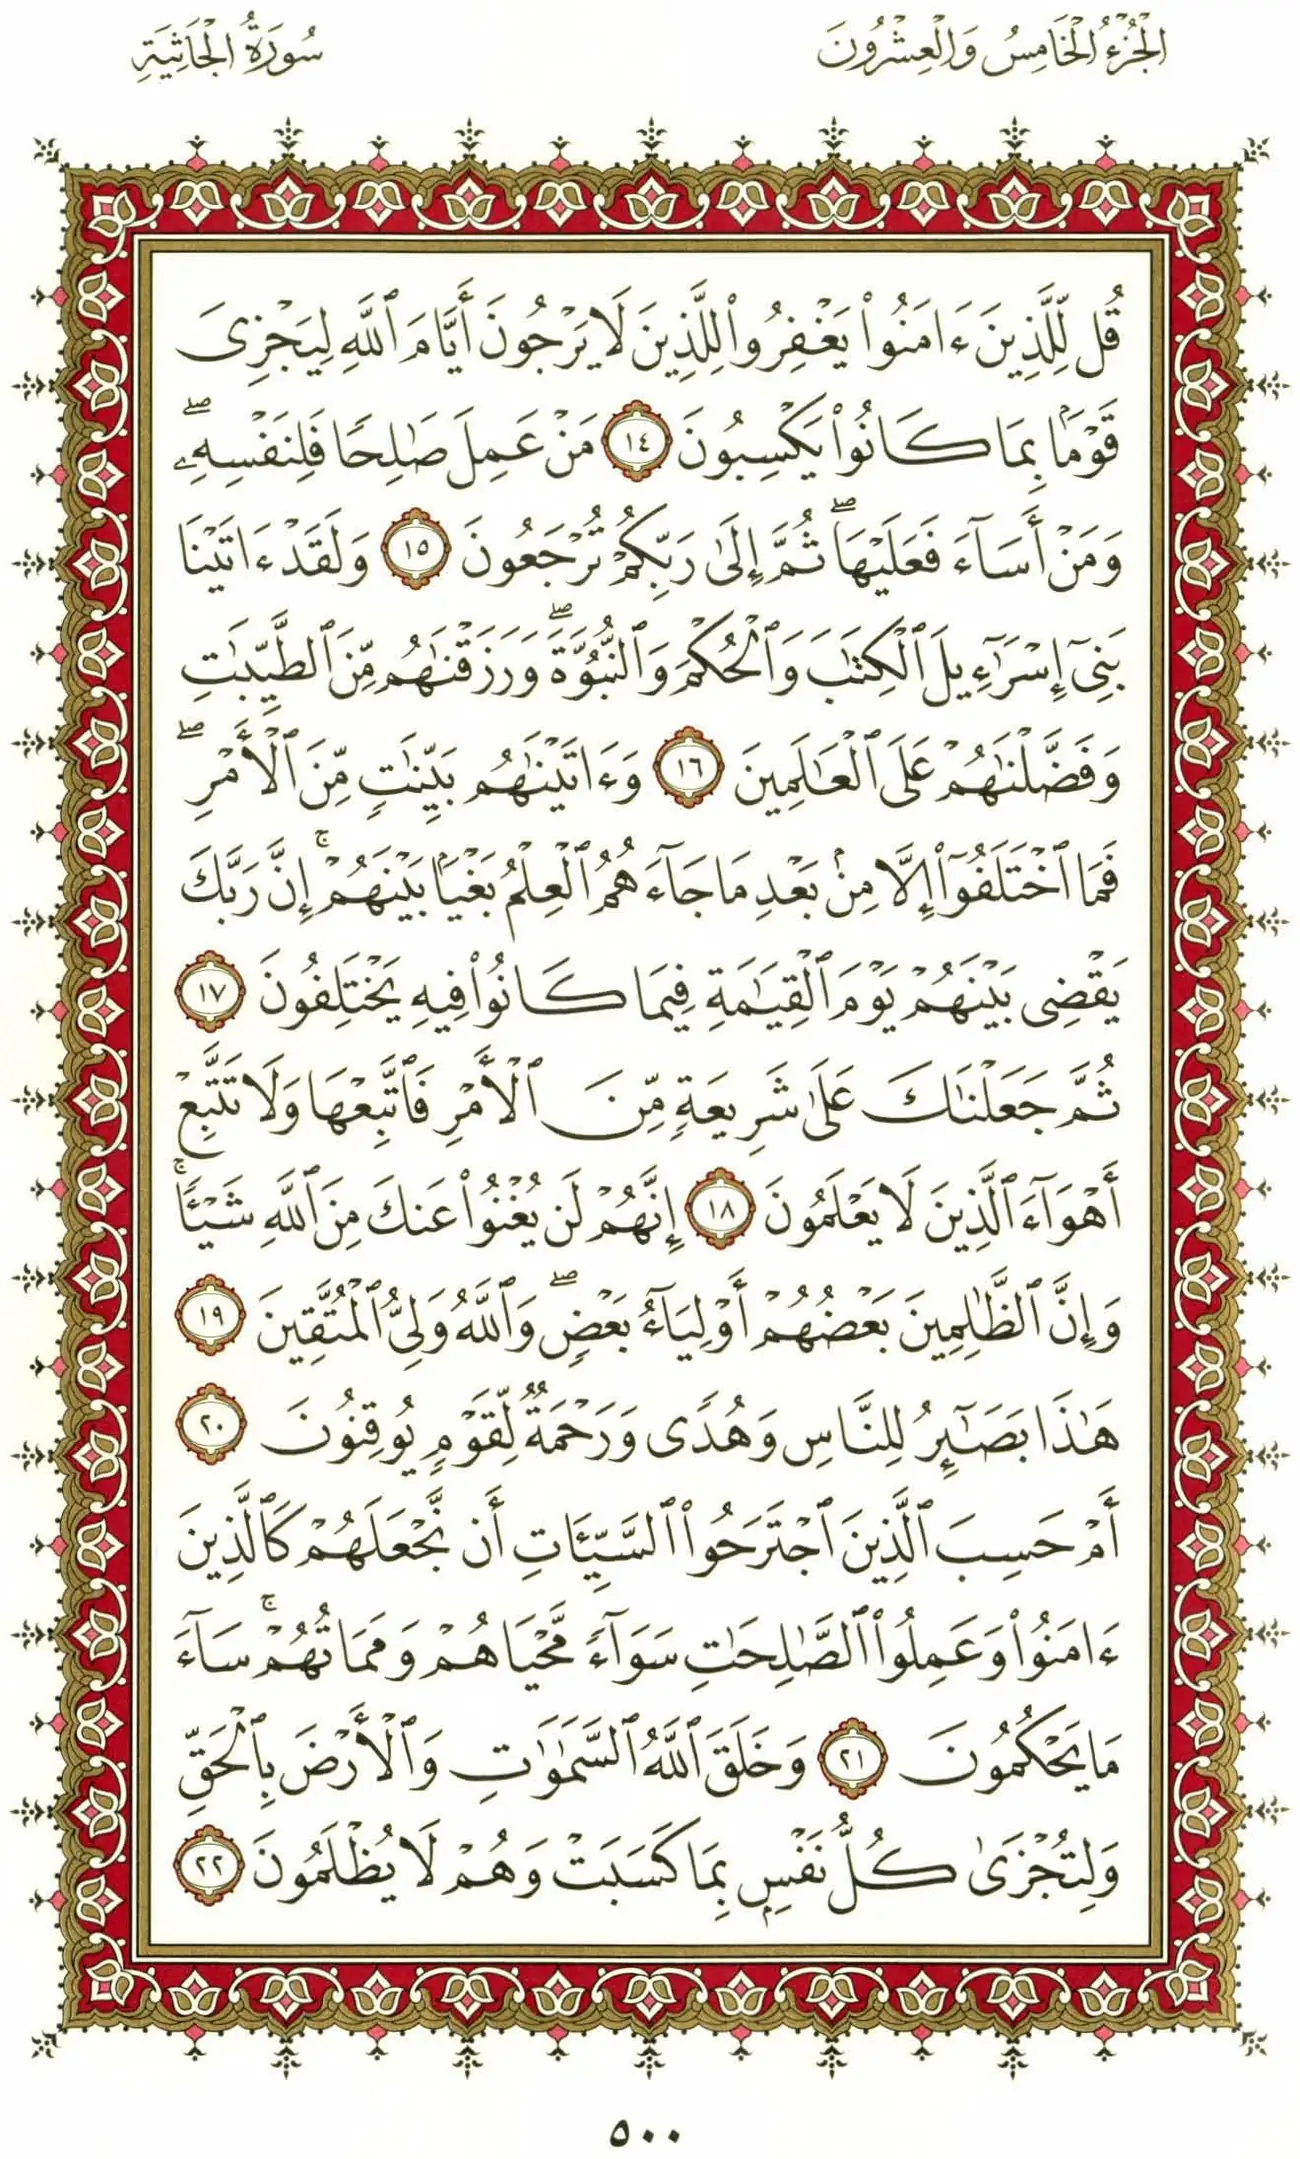 الجزء الخامس والعشرون
سورة الجاثية
قُل لِّلَّذِينَ ءَامَنُوا۟ يَغْفِرُوا۟ لِلَّذِينَ لَا يَرْجُونَ أَيَّامَ ٱللَّهِ لِيَجْزِىَ
قَوْمًۢا بِمَا كَانُوا۟ يَكْسِبُونَ ١٤ مَنْ عَمِلَ صَـٰلِحًا فَلِنَفْسِهِۦ ۖ
وَمَنْ أَسَآءَ فَعَلَيْهَا ۖ ثُمَّ إِلَىٰ رَبِّكُمْ تُرْجَعُونَ ١٥ وَلَقَدْ ءَاتَيْنَا
بَنِىٓ إِسْرَٰٓءِيلَ ٱلْكِتَـٰبَ وَٱلْحُكْمَ وَٱلنُّبُوَّةَ ۖ وَرَزَقْنَـٰهُم مِّنَ ٱلطَّيِّبَـٰتِ
وَفَضَّلْنَـٰهُمْ عَلَى ٱلْعَـٰلَمِينَ ١٦ وَءَاتَيْنَـٰهُم بَيِّنَـٰتٍ مِّنَ ٱلْأَمْرِ ۖ
فَمَا ٱخْتَلَفُوٓا۟ إِلَّا مِنۢ بَعْدِ مَا جَآءَهُمُ ٱلْعِلْمُ بَغْيًۢا بَيْنَهُمْ ۚ إِنَّ رَبَّكَ
يَقْضِى بَيْنَهُمْ يَوْمَ ٱلْقِيَـٰمَةِ فِيمَا كَانُوا۟ فِيهِ يَخْتَلِفُونَ ١٧
ثُمَّ جَعَلْنَـٰكَ عَلَىٰ شَرِيعَةٍ مِّنَ ٱلْأَمْرِ فَٱتَّبِعْهَا وَلَا تَتَّبِعْ
أَهْوَآءَ ٱلَّذِينَ لَا يَعْلَمُونَ ١٨ إِنَّهُمْ لَن يُغْنُوا۟ عَنكَ مِنَ ٱللَّهِ شَيْـًٔا ۚ
وَإِنَّ ٱلظَّـٰلِمِينَ بَعْضُهُمْ أَوْلِيَآءُ بَعْضٍ ۖ وَٱللَّهُ وَلِىُّ ٱلْمُتَّقِينَ ١٩
هَـٰذَا بَصَـٰٓئِرُ لِلنَّاسِ وَهُدًى وَرَحْمَةٌ لِّقَوْمٍ يُوقِنُونَ ٢٠
أَمْ حَسِبَ ٱلَّذِينَ ٱجْتَرَحُوا۟ ٱلسَّيِّـَٔاتِ أَن نَّجْعَلَهُمْ كَٱلَّذِينَ
ءَامَنُوا۟ وَعَمِلُوا۟ ٱلصَّـٰلِحَـٰتِ سَوَآءً مَّحْيَاهُمْ وَمَمَاتُهُمْ ۚ سَآءَ
مَا يَحْكُمُونَ ٢١ وَخَلَقَ ٱللَّهُ ٱلسَّمَـٰوَٰتِ وَٱلْأَرْضَ بِٱلْحَقِّ
وَلِتُجْزَىٰ كُلُّ نَفْسٍۭ بِمَا كَسَبَتْ وَهُمْ لَا يُظْلَمُونَ ٢٢
٥٠٠